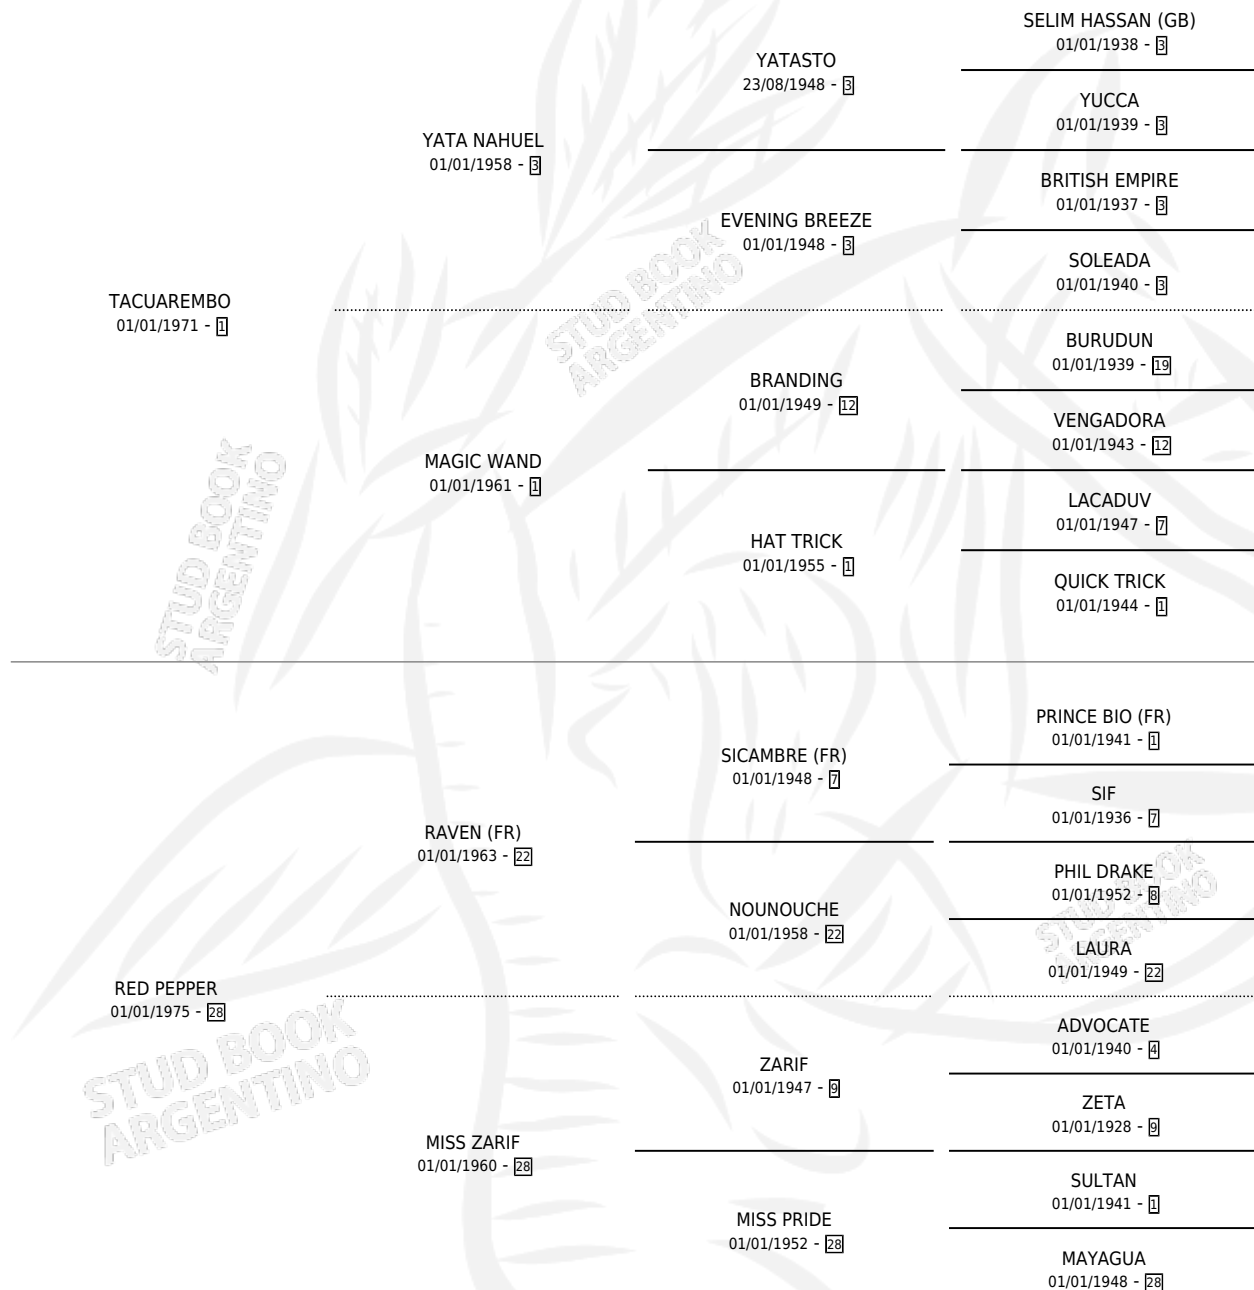 SELIM HASSAN (GB)
01/01/1938 - 3
YATASTO
23/08/1948 - 3
YUCCA
01/01/1939 - 3
YATA NAHUEL
01/01/1958 - 3
BRITISH EMPIRE
01/01/1937 - 3
EVENING BREEZE
01/01/1948 - 3
SOLEADA
01/01/1940 - 3
TACUAREMBO
01/01/1971 - 1
BURUDUN
01/01/1939 - 19
BRANDING
01/01/1949 - 12
VENGADORA
01/01/1943 - 12
MAGIC WAND
01/01/1961 - 1
LACADUV
01/01/1947 - 7
HAT TRICK
01/01/1955 - 1
QUICK TRICK
01/01/1944 - 1
PRINCE BIO (FR)
01/01/1941 - 1
SICAMBRE (FR)
01/01/1948 - 7
SIF
01/01/1936 - 7
RAVEN (FR)
01/01/1963 - 22
PHIL DRAKE
01/01/1952 - 8
NOUNOUCHE
01/01/1958 - 22
LAURA
01/01/1949 - 22
RED PEPPER
01/01/1975 - 28
ADVOCATE
01/01/1940 - 4
ZARIF
01/01/1947 - 9
ZETA
01/01/1928 - 9
MISS ZARIF
01/01/1960 - 28
SULTAN
01/01/1941 - 1
MISS PRIDE
01/01/1952 - 28
MAYAGUA
01/01/1948 - 28
STUD BOOK
ARGENTINO
STUD BOOK
ARGENTINO
STUD BOOK
ARGENTINO
STUD BOOK
ARGENTINO